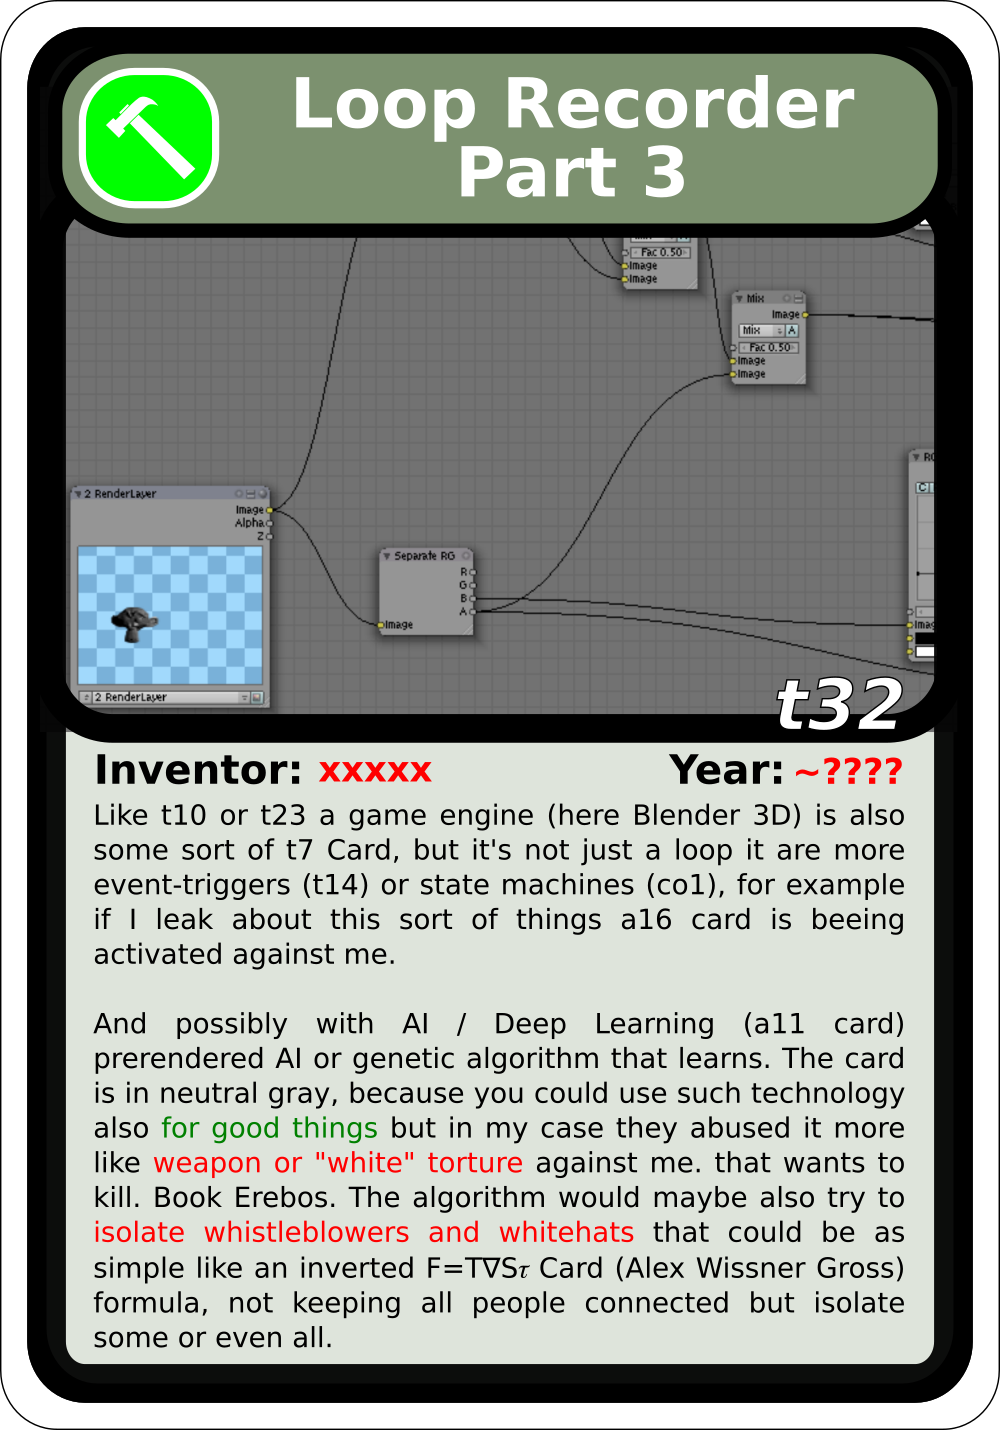 Loop Recorder
Part 3
Fac 0.50
Image
Image
Mix
Image
Mix
A
Fac 0.50
Image
Image
2 RenderLayer
Image
Alpha
Z
Separate RG
R
G
B
A
Image
2 RenderLayer
t32
Inventor: xxxxx Year: ~????
Like t10 or t23 a game engine (here Blender 3D) is also
some sort of t7 Card, but it's not just a loop it are more
event-triggers (t14) or state machines (co1), for example
if I leak about this sort of things a16 card is beeing
activated against me.
And possibly with AI / Deep Learning (a11 card)
prerendered AI or genetic algorithm that learns. The card
is in neutral gray, because you could use such technology
also for good things but in my case they abused it more
like weapon or "white" torture against me. that wants to
kill. Book Erebos. The algorithm would maybe also try to
isolate whistleblowers and whitehats that could be as
simple like an inverted F=T∇Sτ Card (Alex Wissner Gross)
formula, not keeping all people connected but isolate
some or even all.